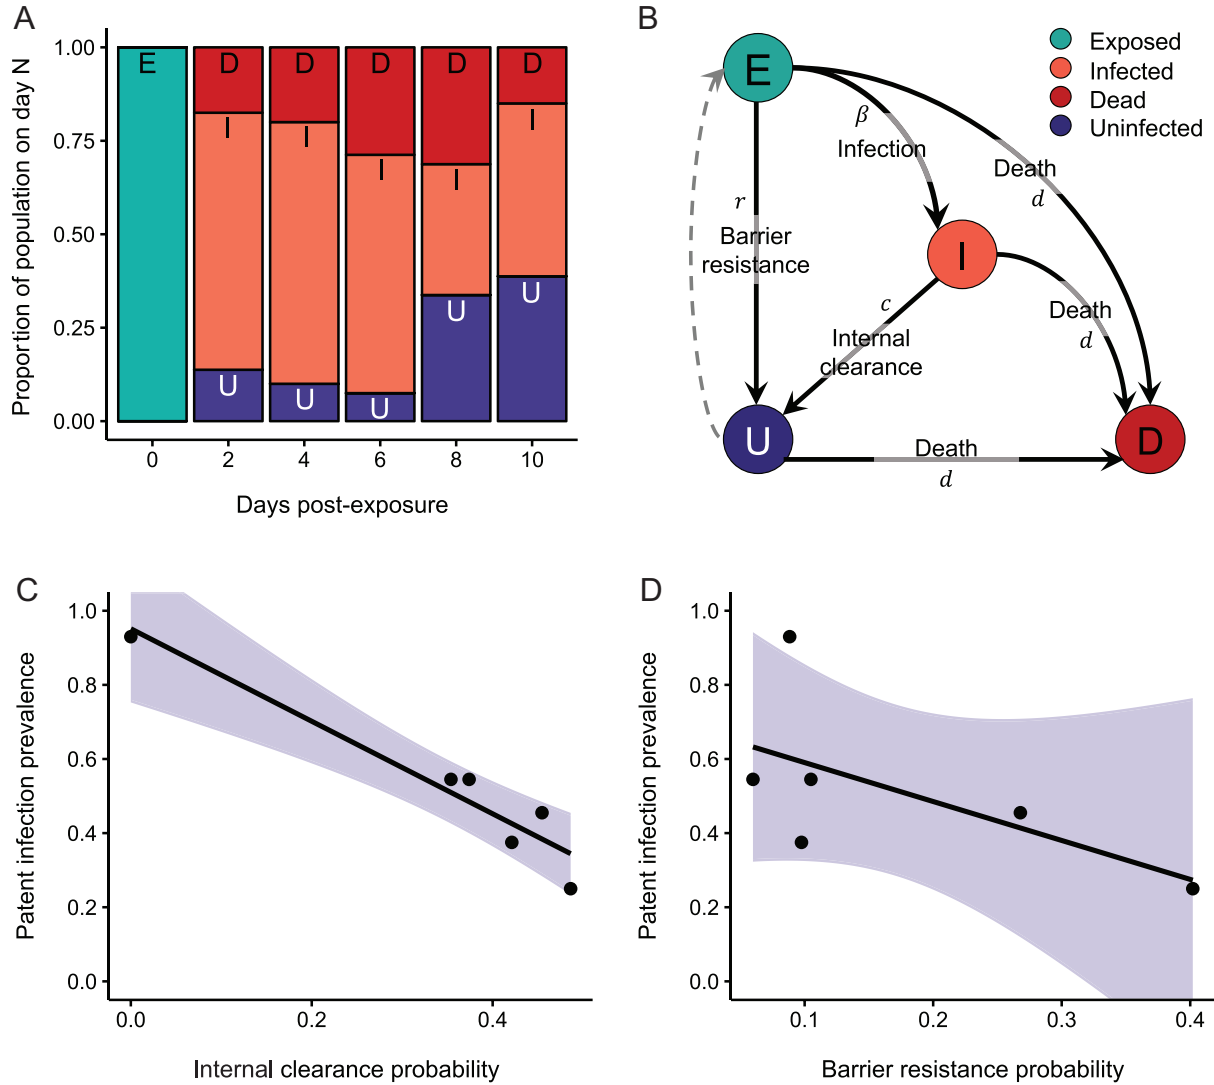 A
Proportion of population on day N
1.00
0.75
0.50
0.25
0.00
E
D
D
D
D
D
I
I
I
I
I
U
U
U
U
U
0
2
4
6
8
10
Days post-exposure
B
E
Exposed
Infected
Dead
Uninfected
β
Infection
Death
d
r
Barrier
resistance
I
c
Internal
clearance
Death
d
U
Death
d
D
C
Patent infection prevalence
1.0
0.8
0.6
0.4
0.2
0.0
0.0
0.2
0.4
Internal clearance probability
D
Patent infection prevalence
1.0
0.8
0.6
0.4
0.2
0.0
0.1
0.2
0.3
0.4
Barrier resistance probability